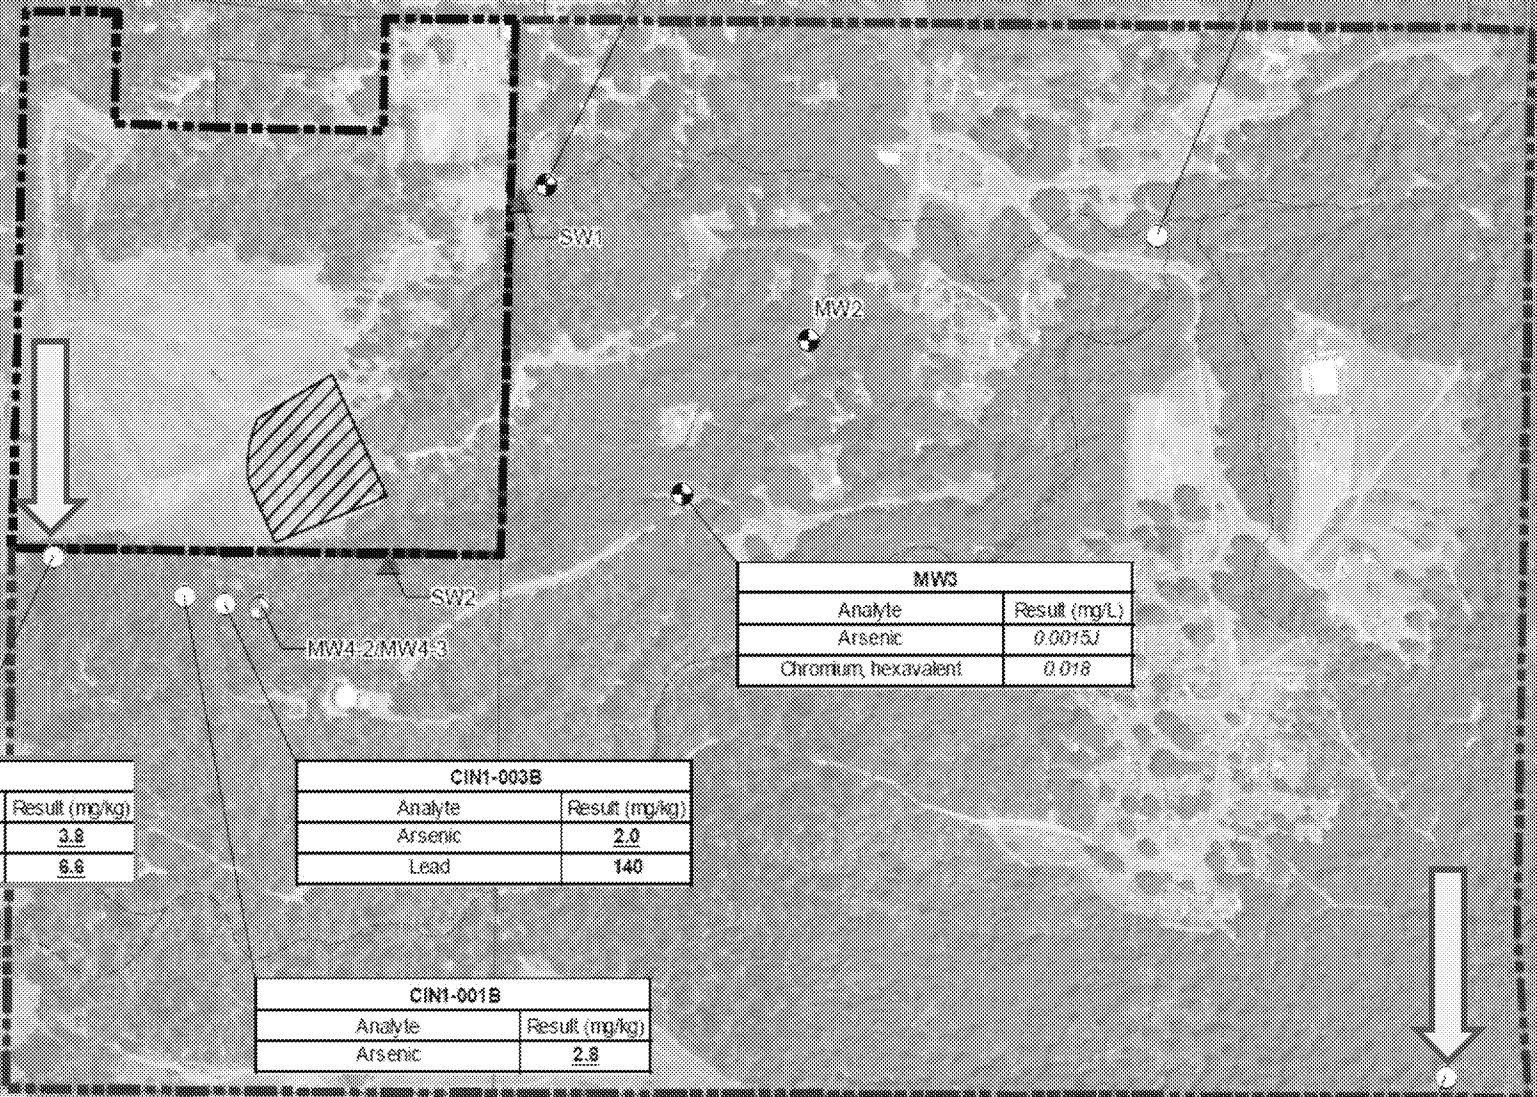 SW1
MW2
SW2
MW4-2/MW4-3
MW3
Analyte Result (mg/L)
Arsenic 0.0015J
Chromium, hexavalent 0.018
CIN1-003B
Analyte Result (mg/kg)
Arsenic 2.0
Lead 140
Result (mg/kg)
3.8
6.6
CIN1-001B
Analyte Result (mg/kg)
Arsenic 2.8